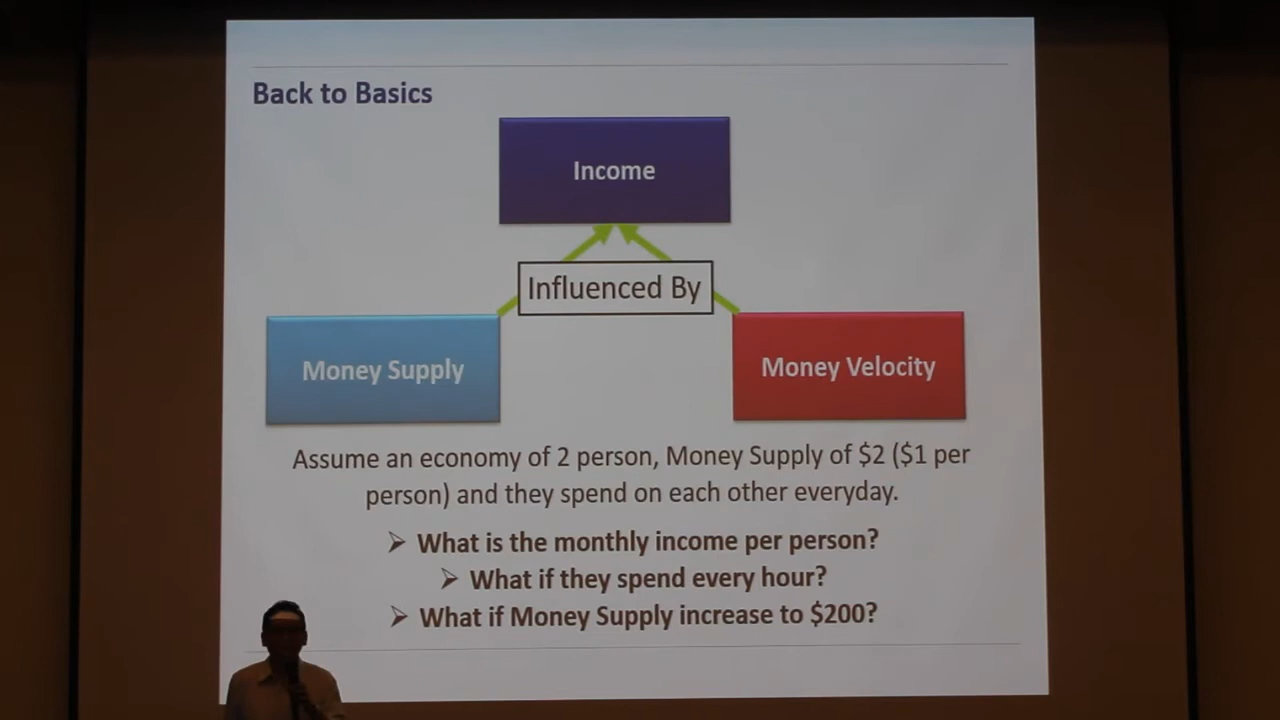 Back to Basics
Income
Influenced By
Money Supply
Money Velocity
Assume an economy of 2 person, Money Supply of $2 ($1 per
person) and they spend on each other everyday.
➢ What is the monthly income per person?
➢ What if they spend every hour?
➢ What if Money Supply increase to $200?